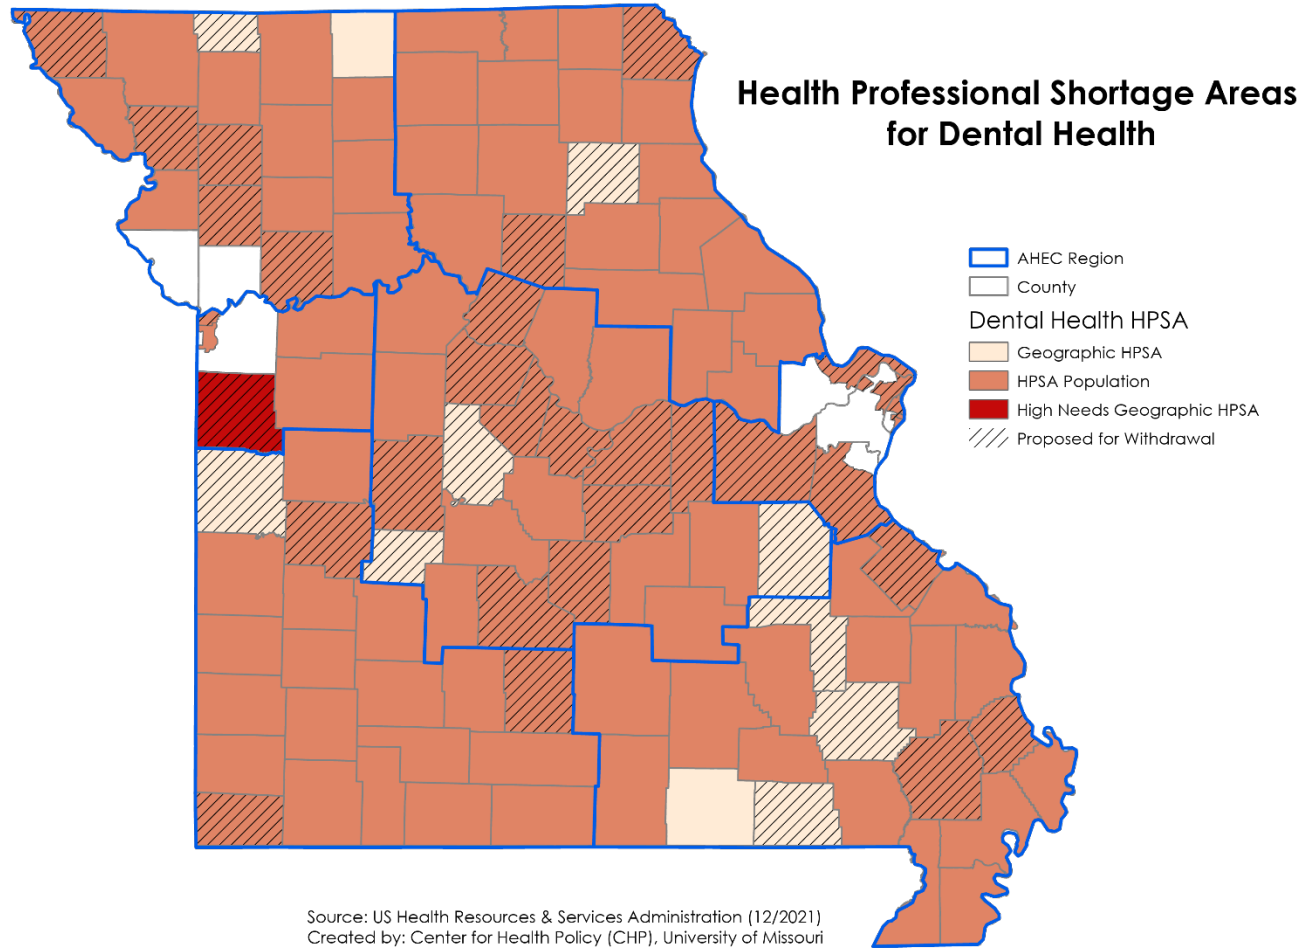 Health Professional Shortage Areas
for Dental Health
AHEC Region
County
Dental Health HPSA
Geographic HPSA
HPSA Population
High Needs Geographic HPSA
Proposed for Withdrawal
Source: US Health Resources & Services Administration (12/2021)
Created by: Center for Health Policy (CHP), University of Missouri